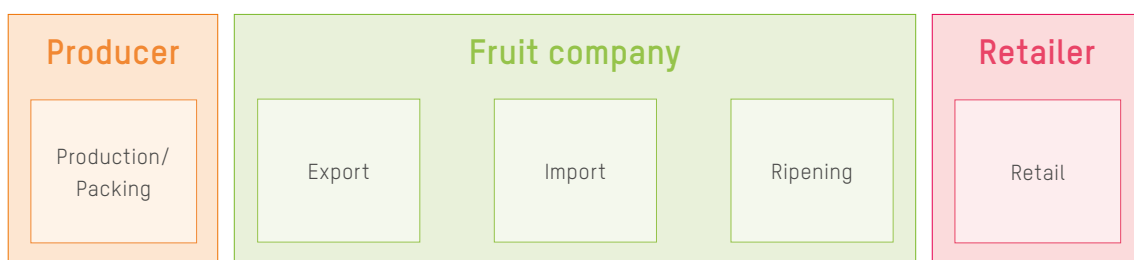 Producer
Fruit company
Retailer
Production/
Packing
Export
Import
Ripening
Retail